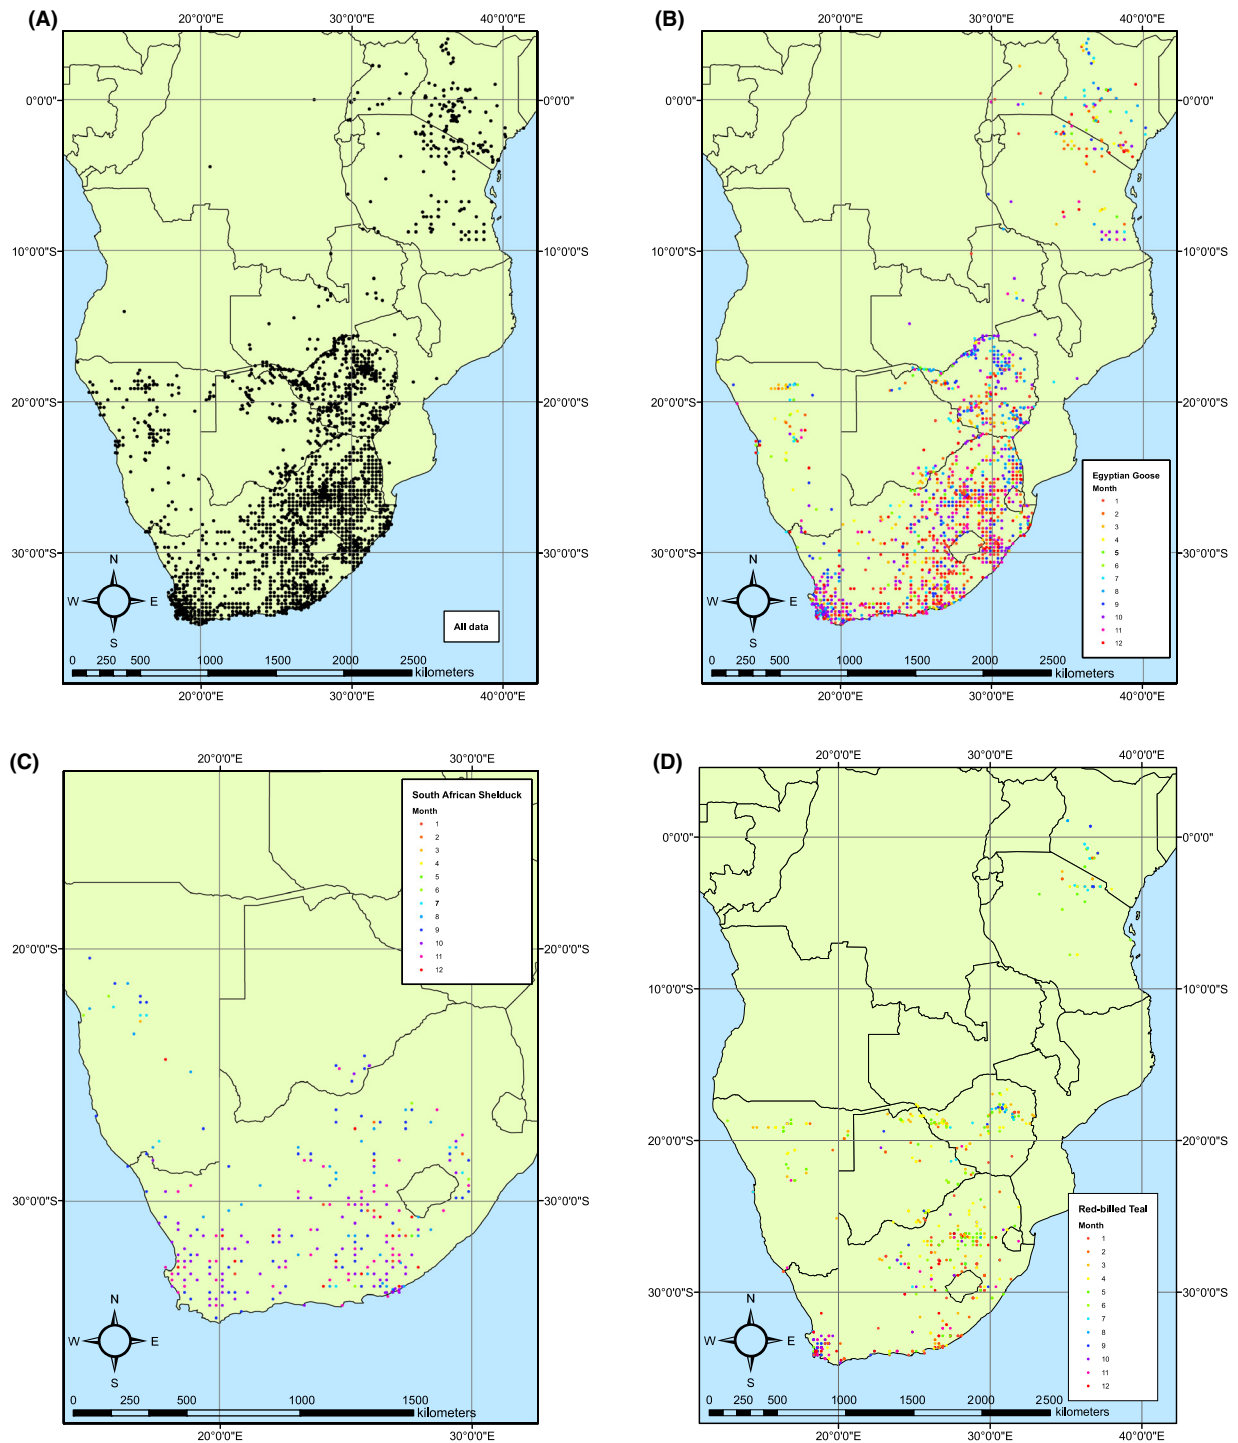 (A)
20°0'0"E 30°0'0"E 40°0'0"E
0°0'0" 0°0'0"
10°0'0"S 10°0'0"S
20°0'0"S 20°0'0"S
30°0'0"S 30°0'0"S
N
W E
S
All data
0 250 500 1000 1500 2000 2500
kilometers
20°0'0"E 30°0'0"E 40°0'0"E
(B)
20°0'0"E 30°0'0"E 40°0'0"E
0°0'0" 0°0'0"
10°0'0"S 10°0'0"S
20°0'0"S 20°0'0"S
30°0'0"S 30°0'0"S
Egyptian Goose
Month
1
2
3
4
5
6
7
8
9
10
11
12
N
W E
S
0 250 500 1000 1500 2000 2500
kilometers
20°0'0"E 30°0'0"E 40°0'0"E
(C)
20°0'0"E 30°0'0"E
South African Shelduck
Month
1
2
3
4
5
6
7
8
9
10
11
12
20°0'0"S 20°0'0"S
30°0'0"S 30°0'0"S
N
W E
S
0 250 500 1000 1500
kilometers
20°0'0"E 30°0'0"E
(D)
20°0'0"E 30°0'0"E 40°0'0"E
0°0'0" 0°0'0"
10°0'0"S 10°0'0"S
20°0'0"S 20°0'0"S
30°0'0"S 30°0'0"S
Red-billed Teal
Month
1
2
3
4
5
6
7
8
9
10
11
12
N
W E
S
0 250 500 1000 1500 2000 2500
kilometers
20°0'0"E 30°0'0"E 40°0'0"E